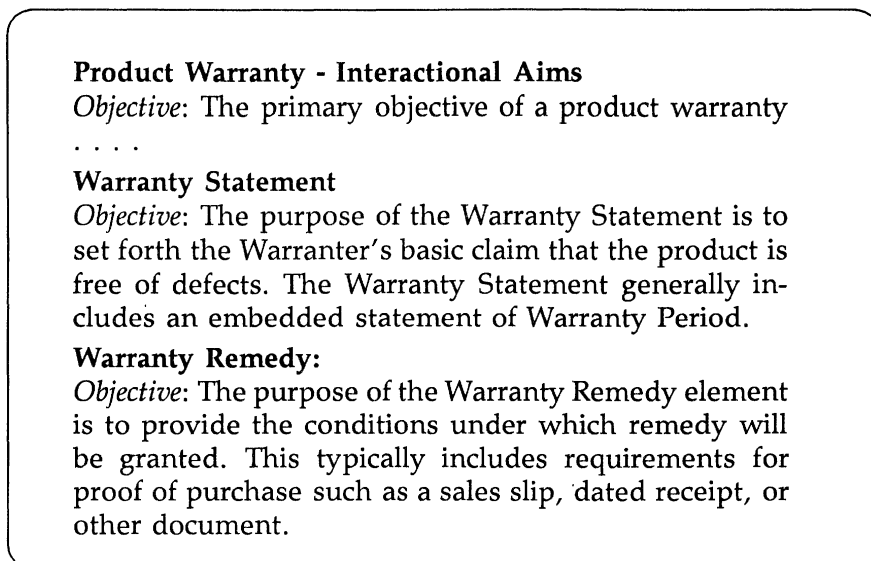 Product Warranty - Interactional Aims
Objective: The primary objective of a product warranty
. . . .
Warranty Statement
Objective: The purpose of the Warranty Statement is to
set forth the Warranter's basic claim that the product is
free of defects. The Warranty Statement generally in-
cludes an embedded statement of Warranty Period.
Warranty Remedy:
Objective: The purpose of the Warranty Remedy element
is to provide the conditions under which remedy will
be granted. This typically includes requirements for
proof of purchase such as a sales slip, dated receipt, or
other document.